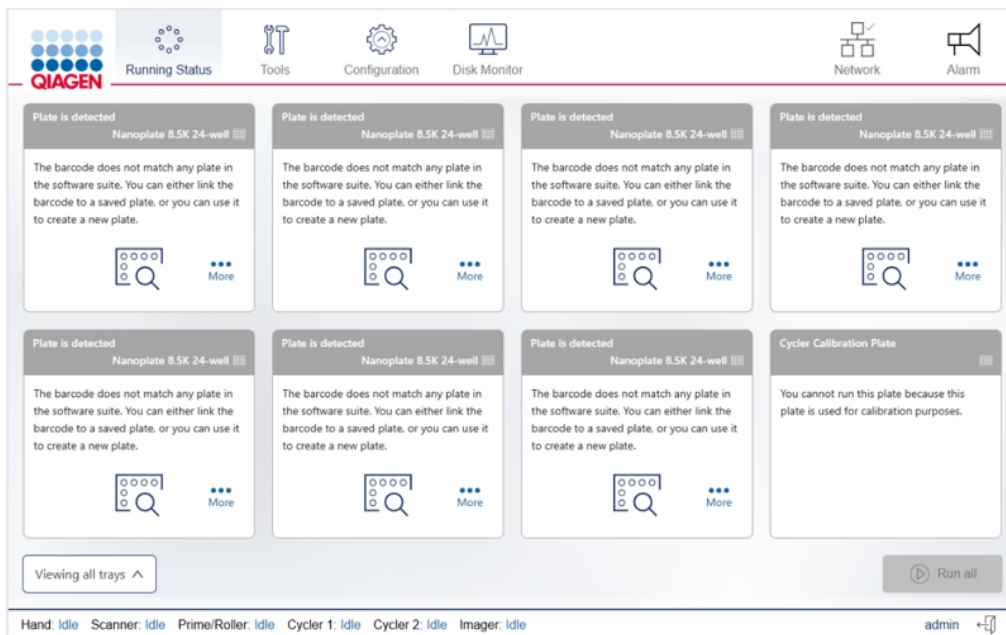 QIAGEN
Running Status
Tools
Configuration
Disk Monitor
Network
Alarm
Plate is detected
Nanoplate 8.5K 24-well
The barcode does not match any plate in
the software suite. You can either link the
barcode to a saved plate, or you can use it
to create a new plate.
More
Plate is detected
Nanoplate 8.5K 24-well
The barcode does not match any plate in
the software suite. You can either link the
barcode to a saved plate, or you can use it
to create a new plate.
More
Plate is detected
Nanoplate 8.5K 24-well
The barcode does not match any plate in
the software suite. You can either link the
barcode to a saved plate, or you can use it
to create a new plate.
More
Plate is detected
Nanoplate 8.5K 24-well
The barcode does not match any plate in
the software suite. You can either link the
barcode to a saved plate, or you can use it
to create a new plate.
More
Plate is detected
Nanoplate 8.5K 24-well
The barcode does not match any plate in
the software suite. You can either link the
barcode to a saved plate, or you can use it
to create a new plate.
More
Plate is detected
Nanoplate 8.5K 24-well
The barcode does not match any plate in
the software suite. You can either link the
barcode to a saved plate, or you can use it
to create a new plate.
More
Plate is detected
Nanoplate 8.5K 24-well
The barcode does not match any plate in
the software suite. You can either link the
barcode to a saved plate, or you can use it
to create a new plate.
More
Cycler Calibration Plate
You cannot run this plate because this
plate is used for calibration purposes.
Viewing all trays
Run all
Hand: Idle Scanner: Idle Prime/Roller: Idle Cycler 1: Idle Cycler 2: Idle Imager: Idle admin